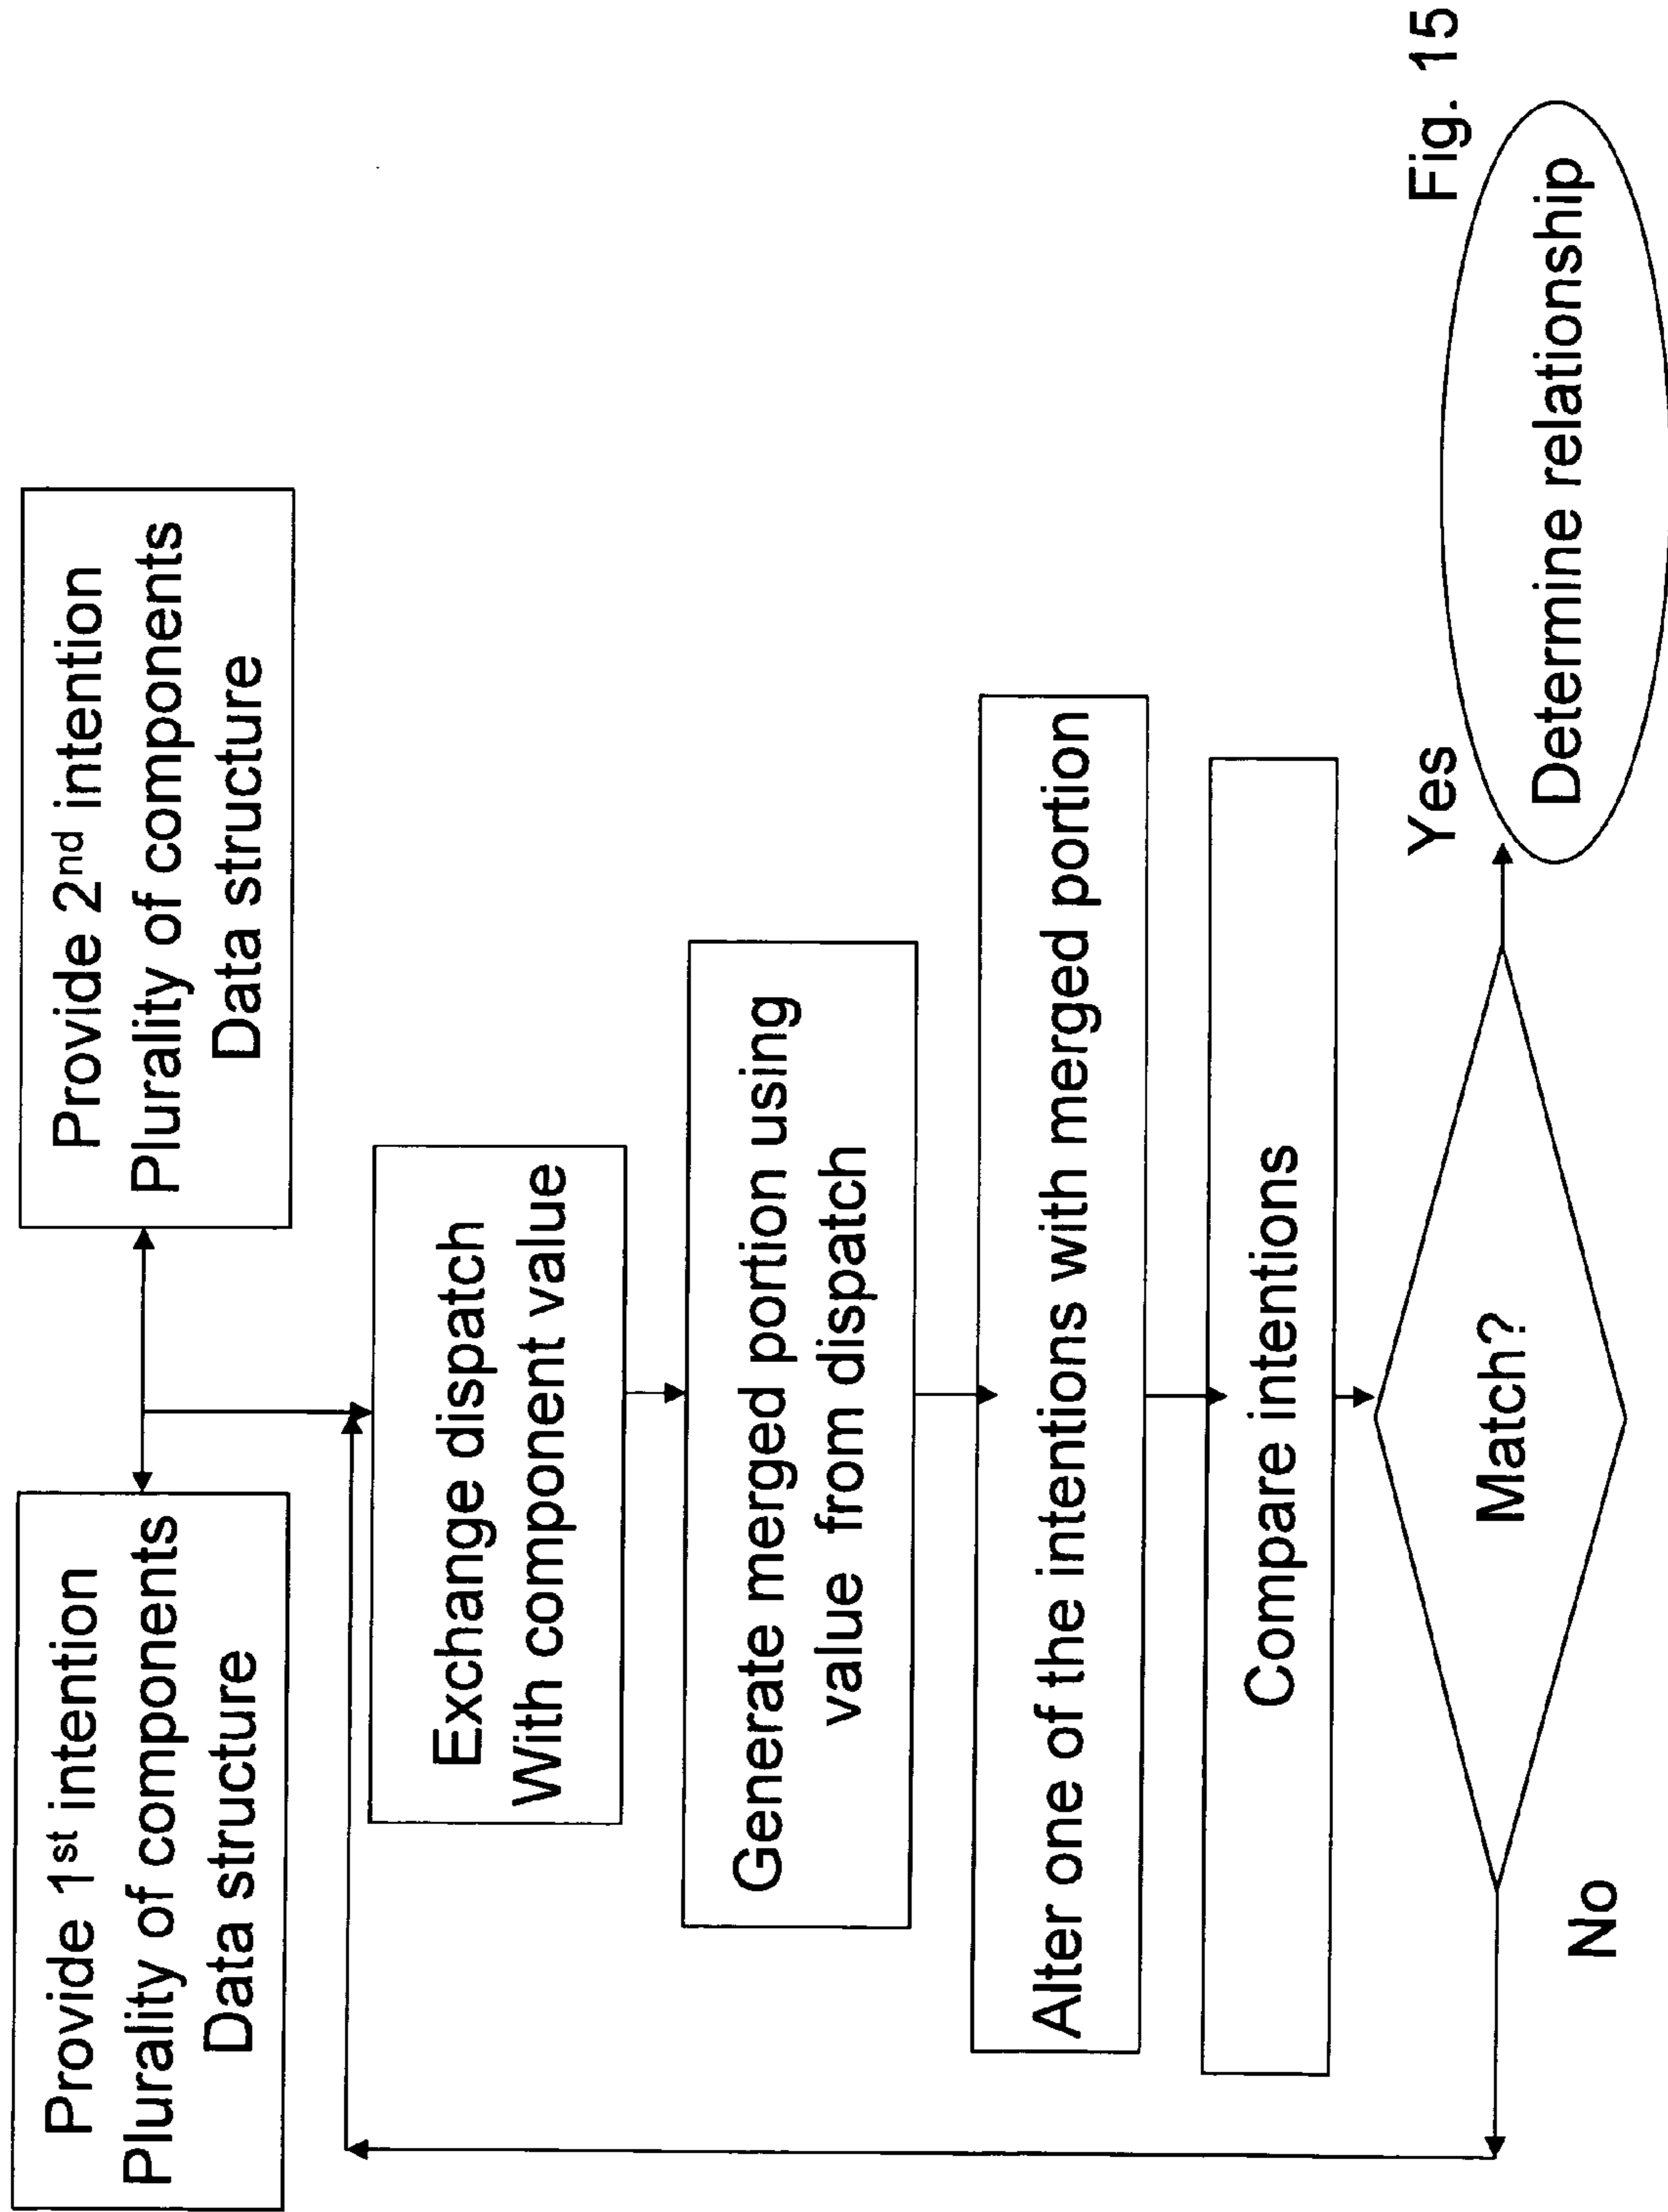 Provide 1st intention
Plurality of components
Data structure
Provide 2nd intention
Plurality of components
Data structure
Exchange dispatch
With component value
Generate merged portion using
value from dispatch
Alter one of the intentions with merged portion
Compare intentions
Match?
No
Yes
Determine relationship
Fig. 15